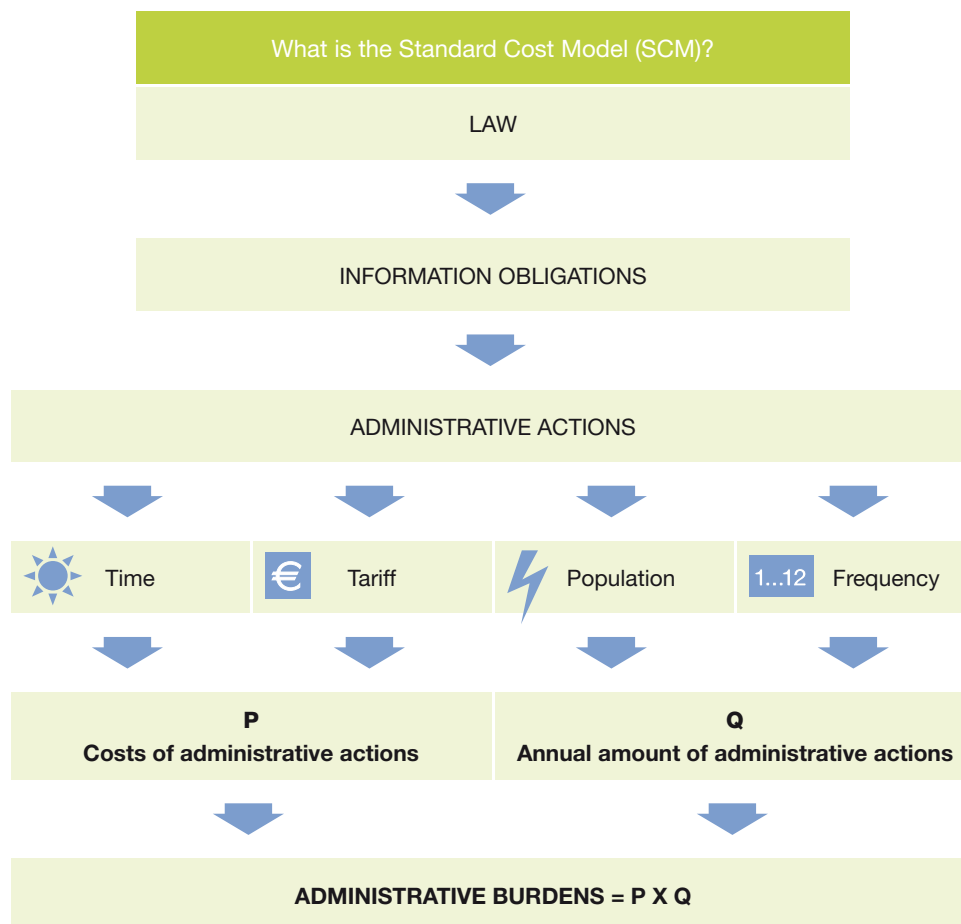 What is the Standard Cost Model (SCM)?
LAW
INFORMATION OBLIGATIONS
ADMINISTRATIVE ACTIONS
Time
€ Tariff
Population
1...12 Frequency
P
Costs of administrative actions
Q
Annual amount of administrative actions
ADMINISTRATIVE BURDENS = P X Q